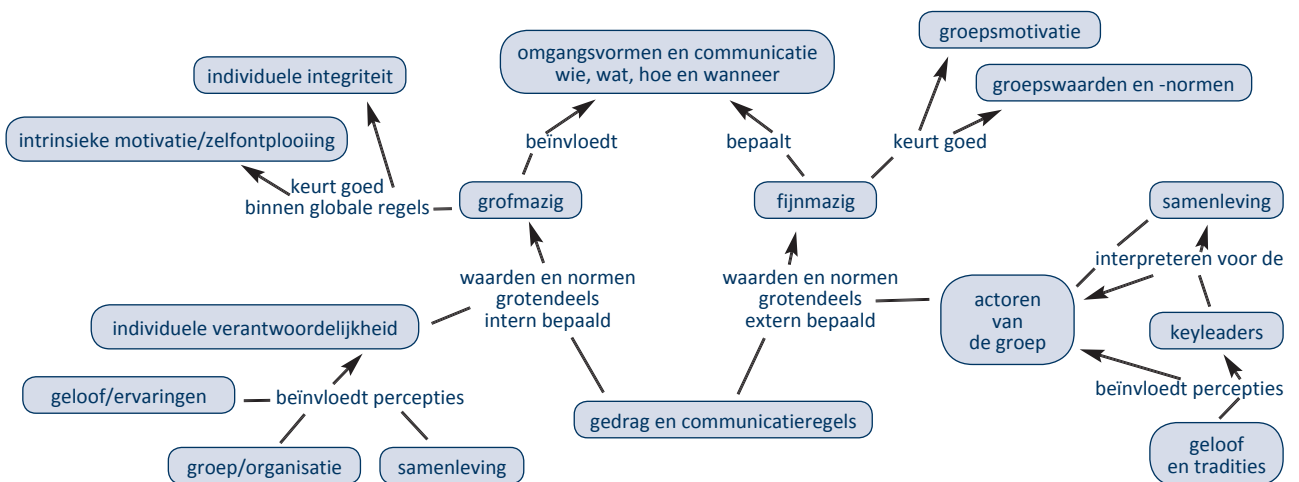 groepsmotivatie
omgangsvormen en communicatie
wie, wat, hoe en wanneer
individuele integriteit
groepswaarden en -normen
intrinsieke motivatie/zelfontplooiing
beïnvloedt
bepaalt
keurt goed
keurt goed
binnen globale regels
grofmazig
fijnmazig
samenleving
waarden en normen
grotendeels
intern bepaald
waarden en normen
grotendeels
extern bepaald
interpreteren voor de
actoren
van
de groep
individuele verantwoordelijkheid
keyleaders
geloof/ervaringen
beïnvloedt percepties
beïnvloedt percepties
gedrag en communicatieregels
groep/organisatie
samenleving
geloof
en tradities